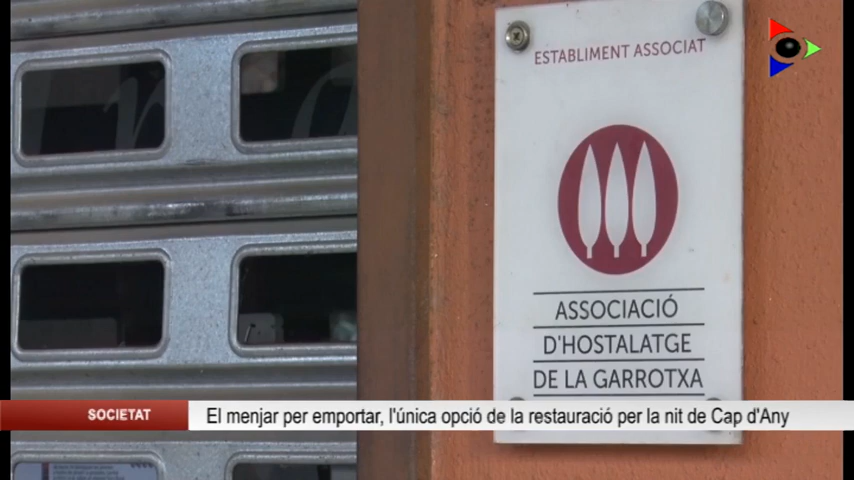 ESTABLIMENT ASSOCIAT
ASSOCIACIÓ
D'HOSTALATGE
DE LA GARROTXA
SOCIETAT
El menjar per emportar, l'única opció de la restauració per la nit de Cap d'Any